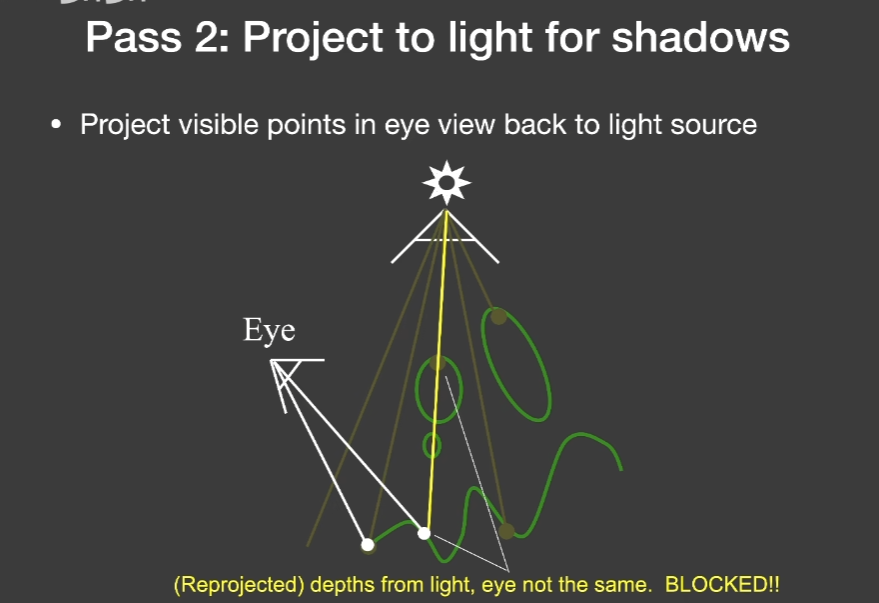 Pass 2: Project to light for shadows
• Project visible points in eye view back to light source
Eye
(Reprojected) depths from light, eye not the same. BLOCKED!!